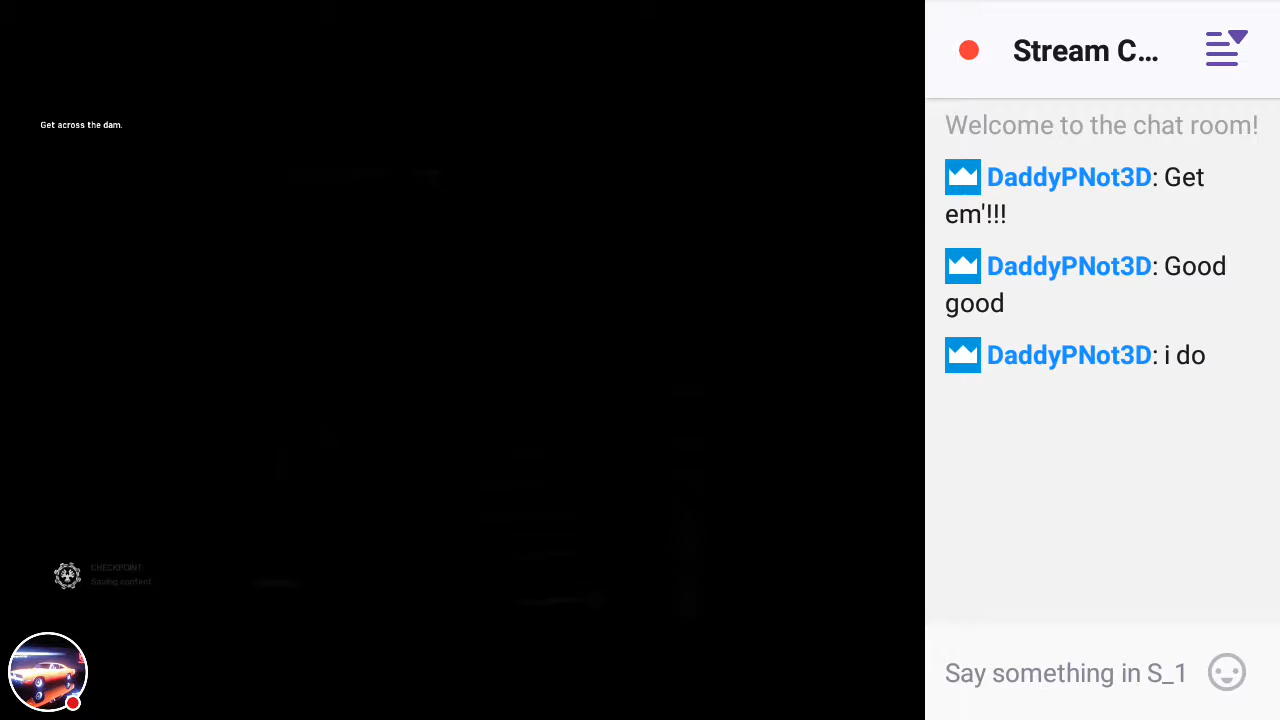 Get across the dam.
CHECKPOINT
Saving content
Stream C...
Welcome to the chat room!
DaddyPNot3D: Get
em'!!!
DaddyPNot3D: Good
good
DaddyPNot3D: i do
Say something in S_1